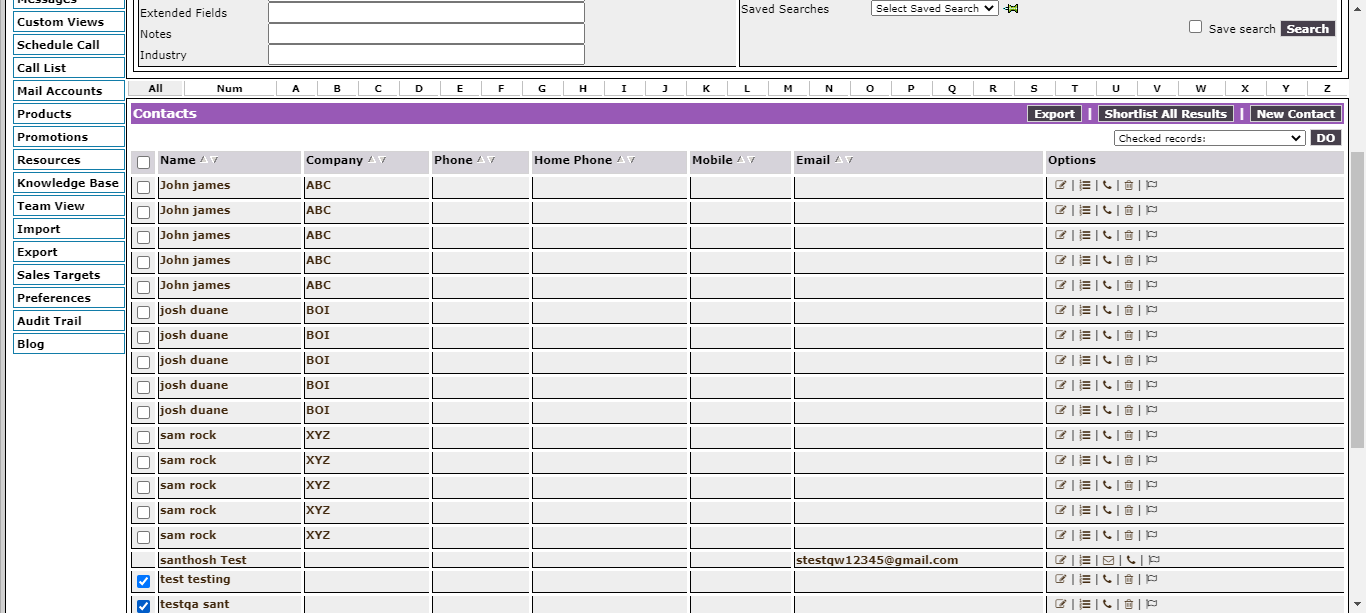 Messages
Custom Views
Schedule Call
Call List
Mail Accounts
Products
Promotions
Resources
Knowledge Base
Team View
Import
Export
Sales Targets
Preferences
Audit Trail
Blog
Extended Fields
Notes
Industry
Saved Searches Select Saved Search
Save search Search
All Num A B C D E F G H I J K L M N O P Q R S T U V W X Y Z
Contacts Export | Shortlist All Results | New Contact
Checked records: DO
Name Company Phone Home Phone Mobile Email Options
John james ABC | | | |
John james ABC | | | |
John james ABC | | | |
John james ABC | | | |
John james ABC | | | |
josh duane BOI | | | |
josh duane BOI | | | |
josh duane BOI | | | |
josh duane BOI | | | |
josh duane BOI | | | |
sam rock XYZ | | | |
sam rock XYZ | | | |
sam rock XYZ | | | |
sam rock XYZ | | | |
sam rock XYZ | | | |
santhosh Test stestqw12345@gmail.com | | | |
test testing | | | |
testqa sant | | | |